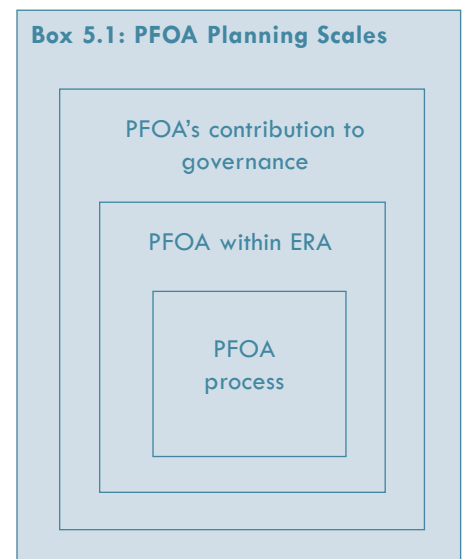 Box 5.1: PFOA Planning Scales
PFOA’s contribution to
governance
PFOA within ERA
PFOA
process